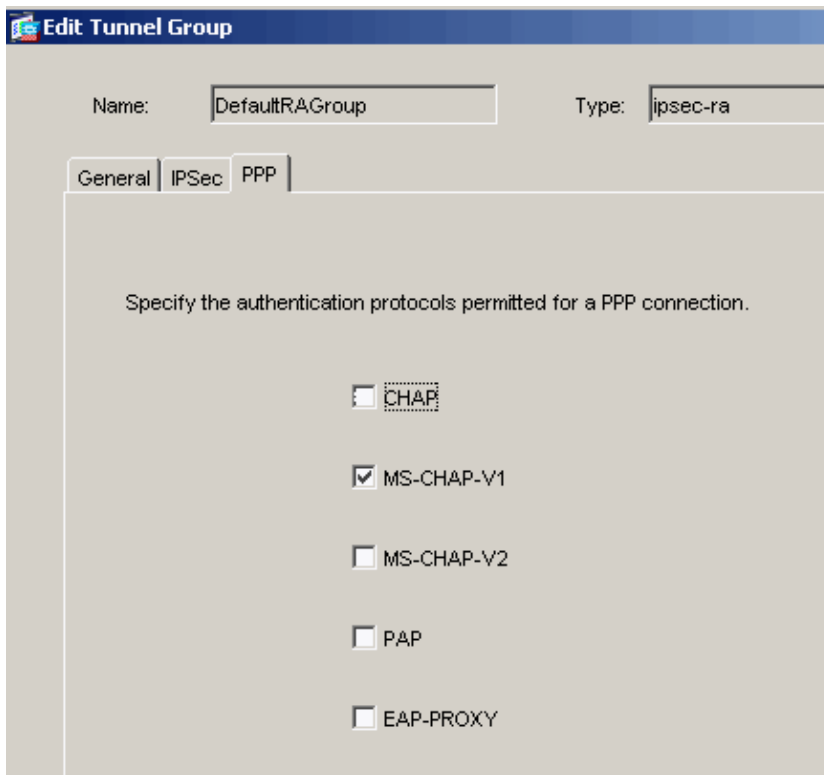 Edit Tunnel Group
Name: DefaultRAGroup Type: ipsec-ra
General IPSec PPP
Specify the authentication protocols permitted for a PPP connection.
CHAP
MS-CHAP-V1
MS-CHAP-V2
PAP
EAP-PROXY